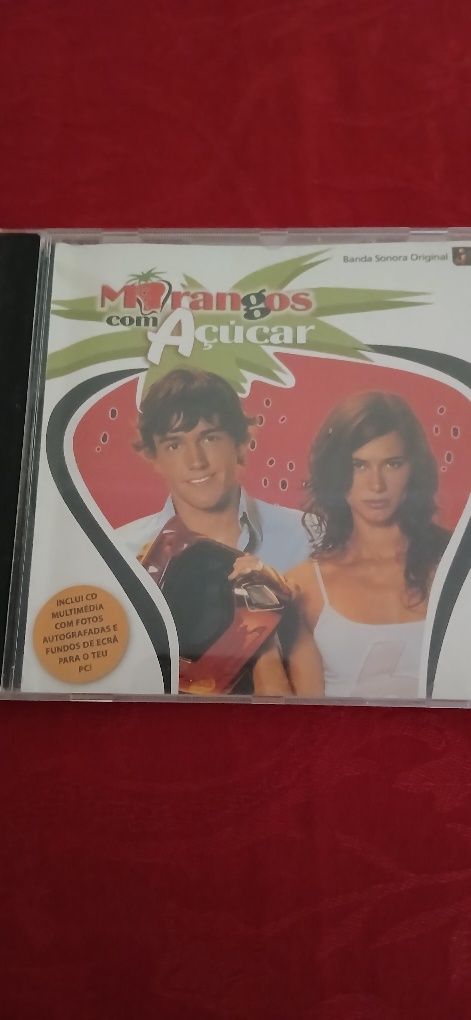 Banda Sonora Original
Morangos
com Açúcar
INCLUI CD
MULTIMÉDIA
COM FOTOS
AUTOGRAFADAS E
FUNDOS DE ECRÃ
PARA O TEU
PC!